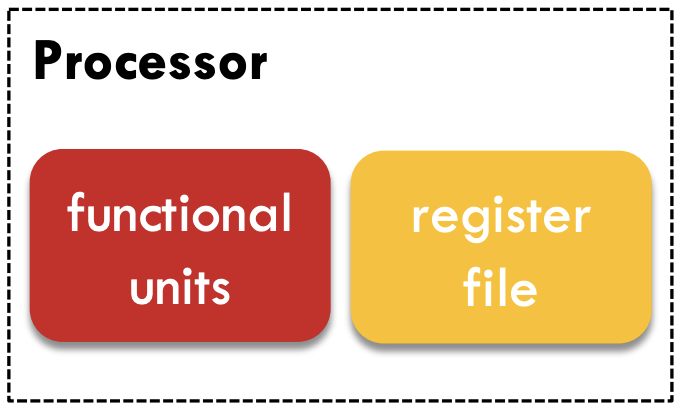 Processor
functional
units
register
file